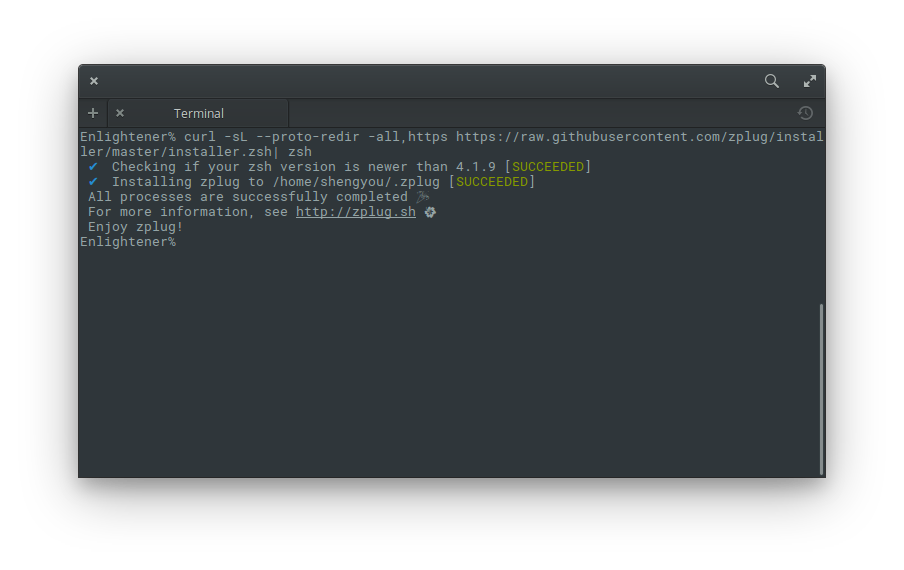 Terminal
Enlightener% curl -sL --proto-redir -all,https https://raw.githubusercontent.com/zplug/instal
ler/master/installer.zsh| zsh
✔ Checking if your zsh version is newer than 4.1.9 [SUCCEEDED]
✔ Installing zplug to /home/shengyou/.zplug [SUCCEEDED]
All processes are successfully completed
For more information, see http://zplug.sh
Enjoy zplug!
Enlightener%